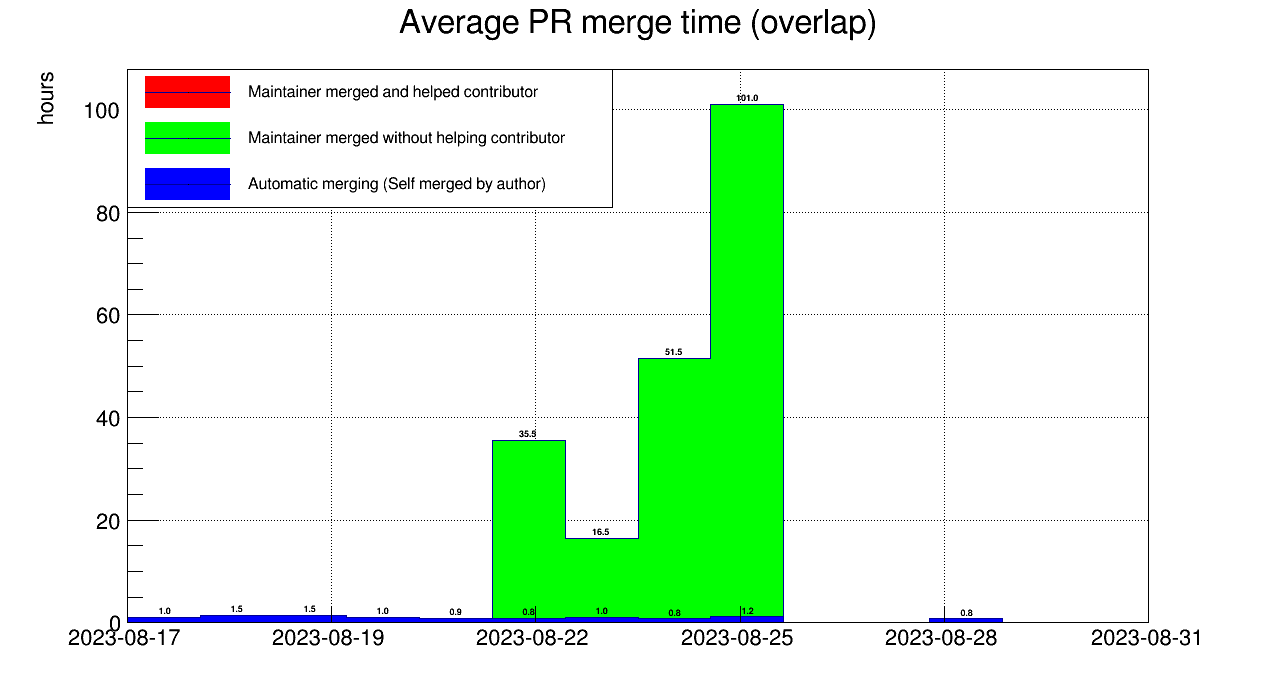 Average PR merge time (overlap)
hours
Maintainer merged and helped contributor
Maintainer merged without helping contributor
Automatic merging (Self merged by author)
100
80
60
40
20
0
101.0
51.5
35.5
16.5
1.0 1.5 1.5 1.0 0.9 0.8 1.0 0.8 1.2 0.8
2023-08-17 2023-08-19 2023-08-22 2023-08-25 2023-08-28 2023-08-31